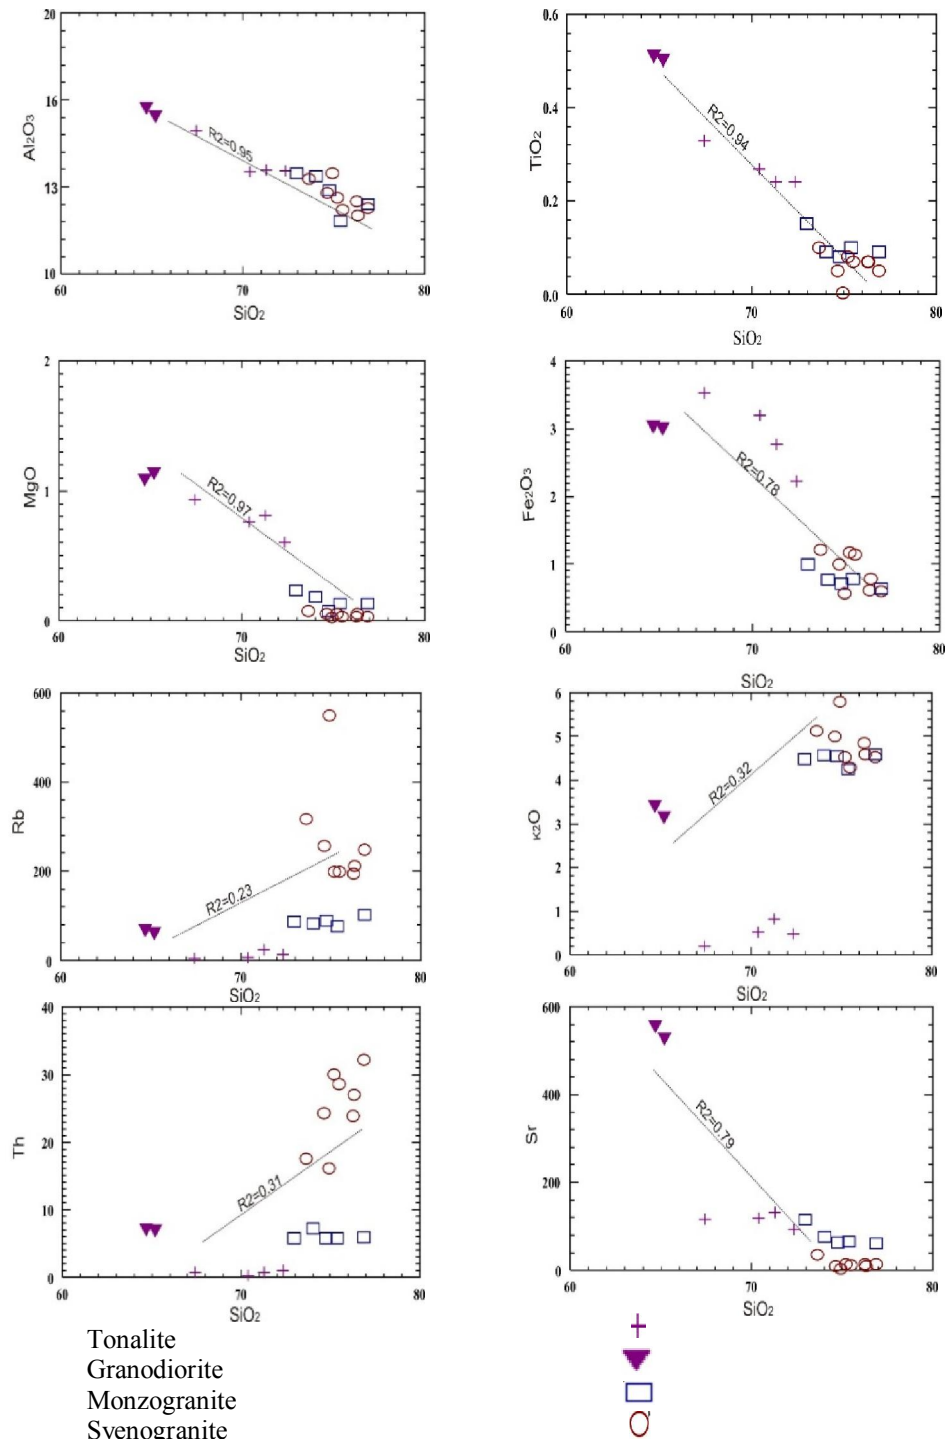 20
16
13
10
Al2O3
R2=0.95
60
70
80
SiO2
0.6
0.4
0.2
0.0
TiO2
R2=0.94
60
70
80
SiO2
2
1
0
MgO
R2=0.97
60
70
80
SiO2
4
3
2
1
0
Fe2O3
R2=0.78
60
70
80
SiO2
600
400
200
0
Rb
R2=0.23
60
70
80
SiO2
6
5
4
3
2
1
0
K2O
R2=0.32
60
70
80
SiO2
40
30
20
10
0
Th
R2=0.31
60
70
80
SiO2
600
400
200
0
Sr
R2=0.79
60
70
80
SiO2
Tonalite
Granodiorite
Monzogranite
Syenogranite